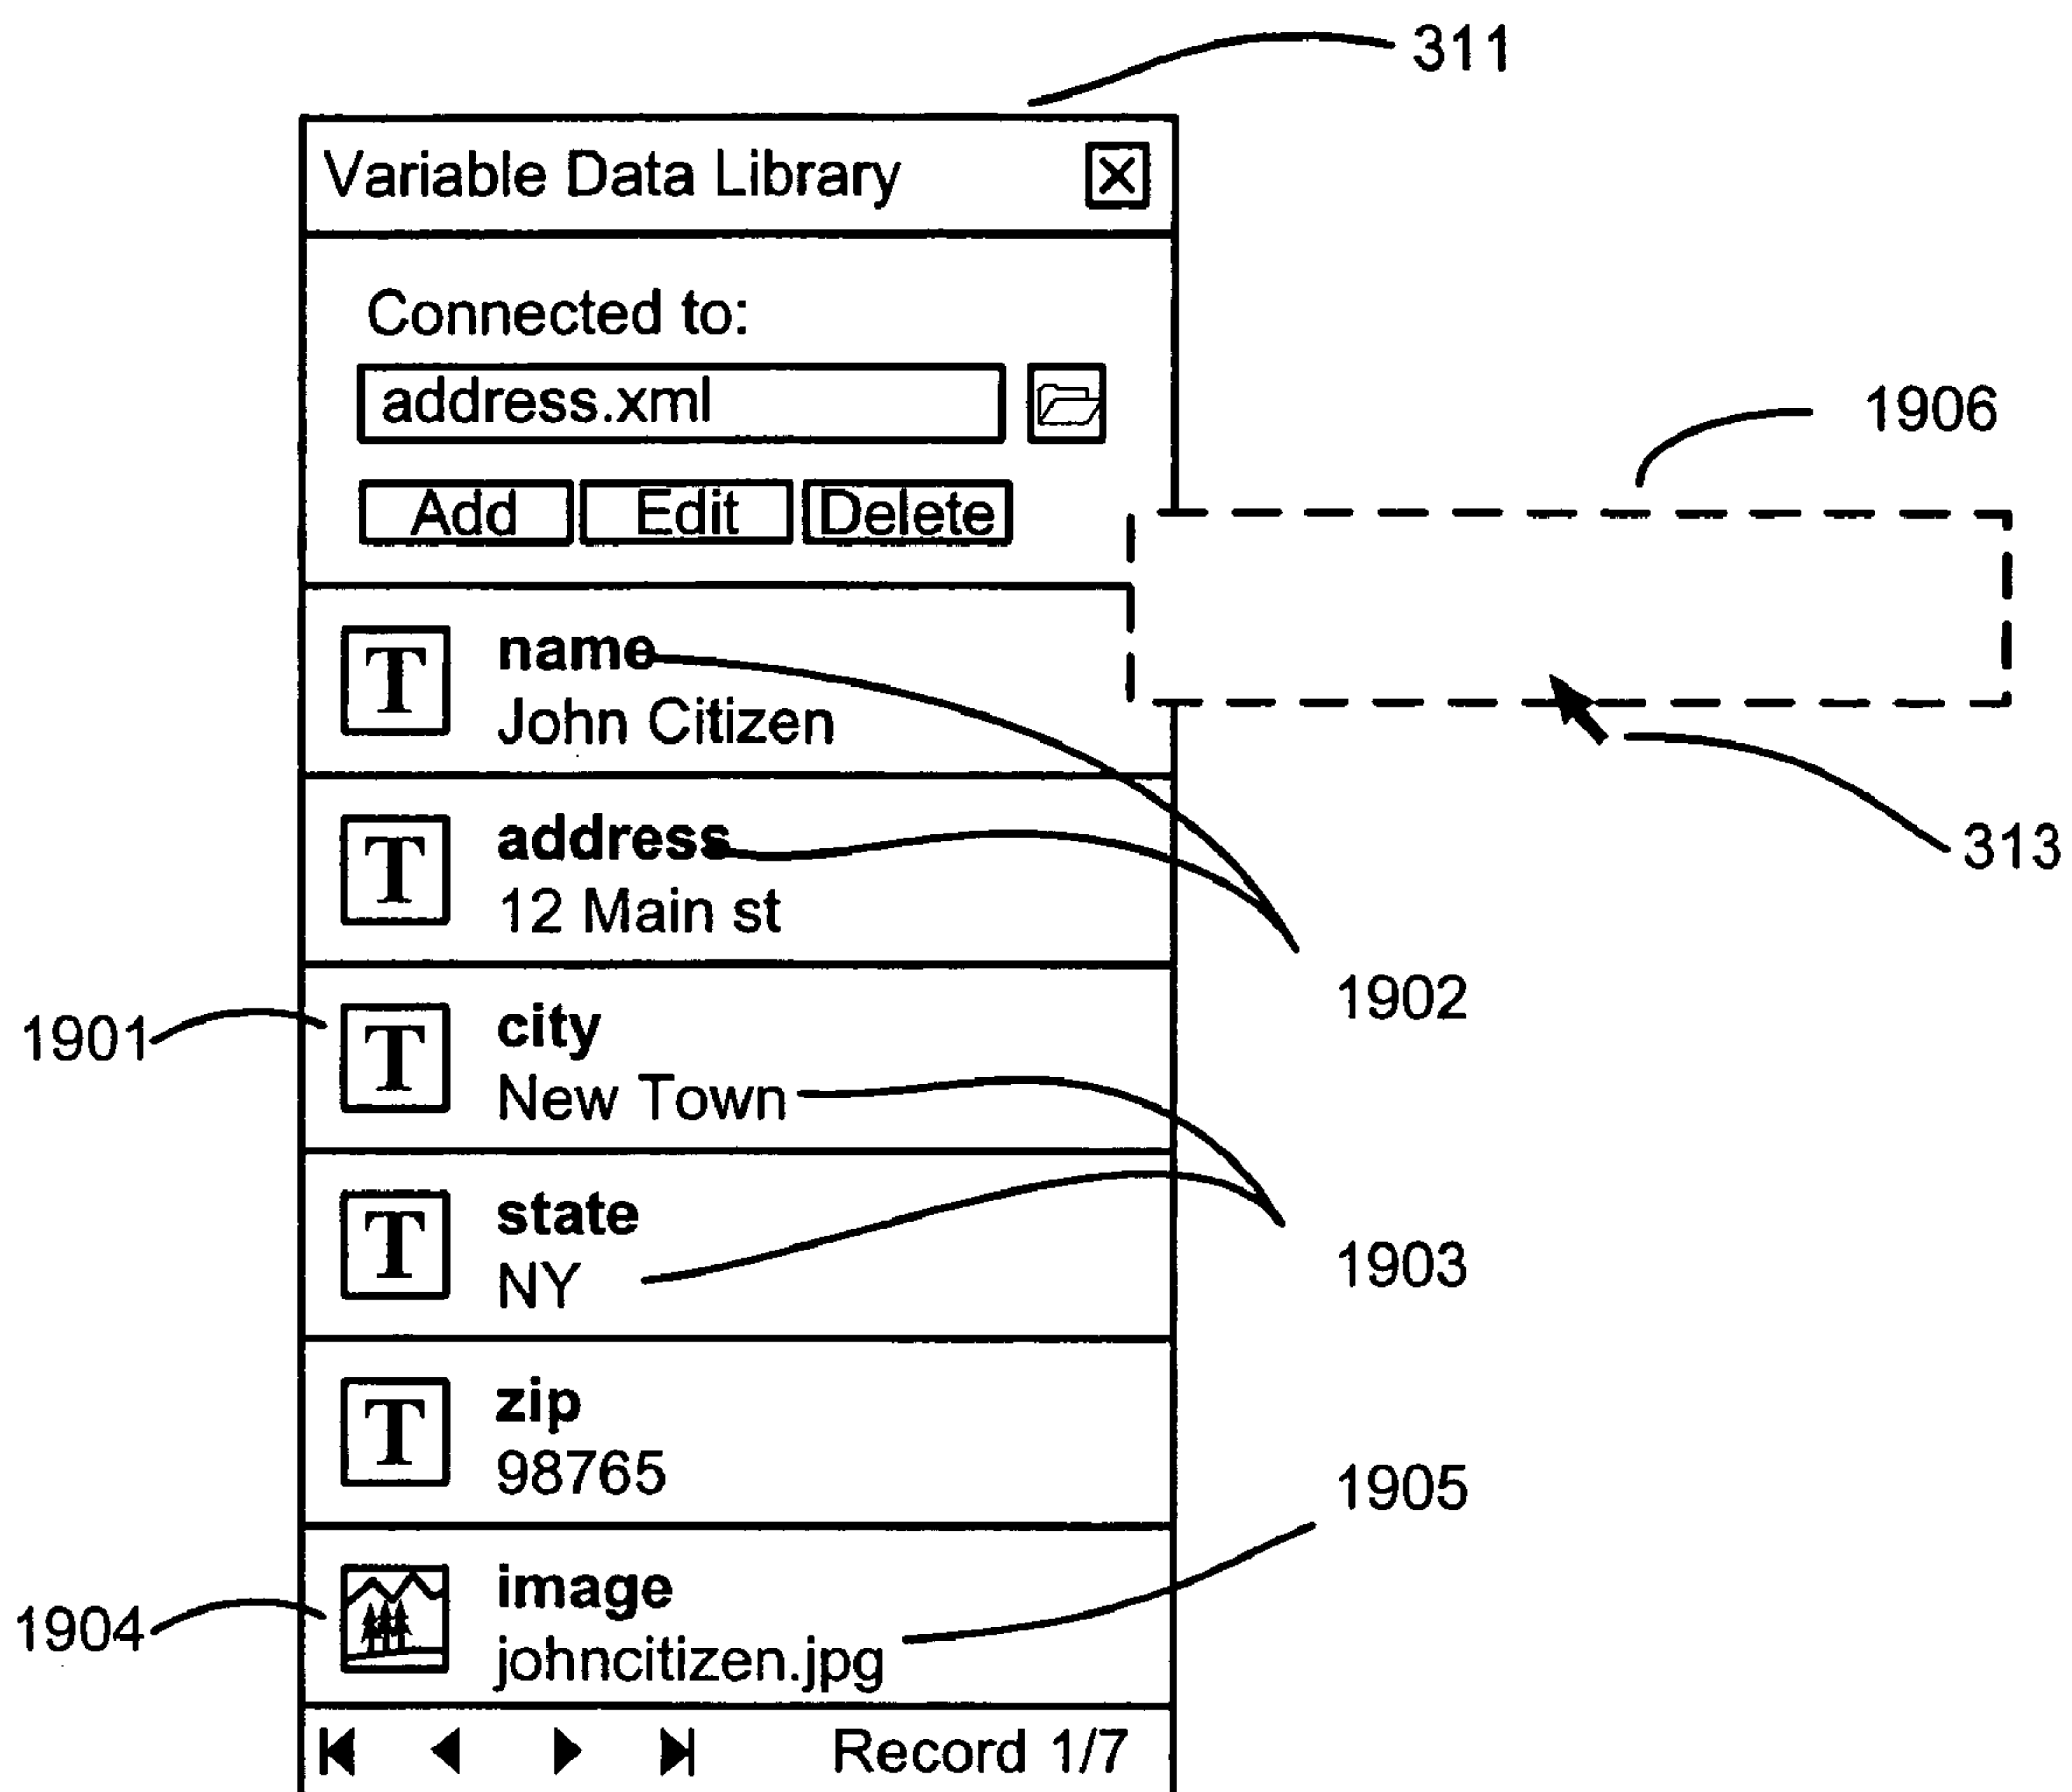 311
Variable Data Library
Connected to:
address.xml
1906
Add Edit Delete
T
name
John Citizen
313
T
address
12 Main st
1902
1901
T
city
New Town
T
state
NY
1903
T
zip
98765
1905
1904
image
johncitizen.jpg
Record 1/7